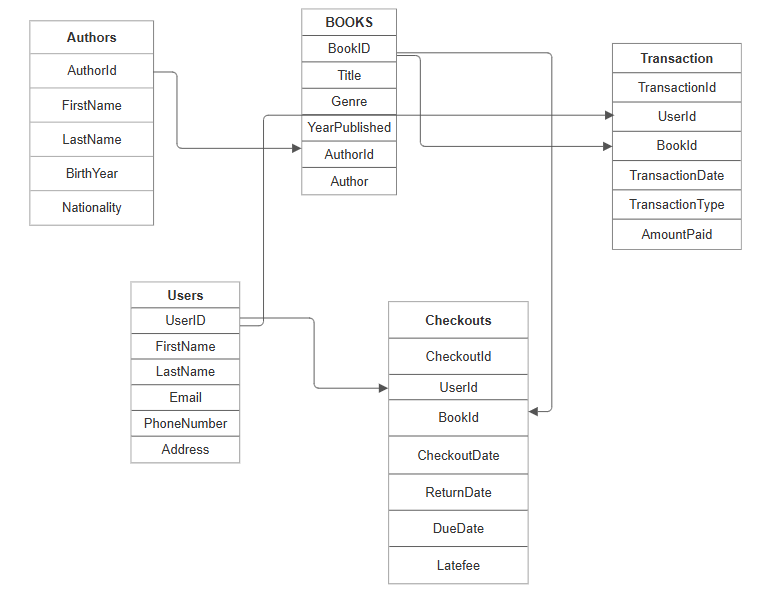 Authors
AuthorId
FirstName
LastName
BirthYear
Nationality
BOOKS
BookID
Title
Genre
YearPublished
AuthorId
Author
Transaction
TransactionId
UserId
BookId
TransactionDate
TransactionType
AmountPaid
Users
UserID
FirstName
LastName
Email
PhoneNumber
Address
Checkouts
CheckoutId
UserId
BookId
CheckoutDate
ReturnDate
DueDate
Latefee